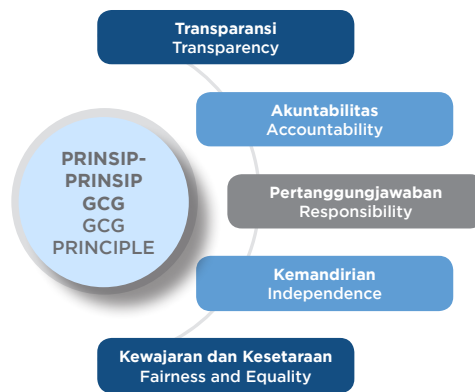 Transparansi
Transparency
Akuntabilitas
Accountability
PRINSIP-
PRINSIP
GCG
GCG
PRINCIPLE
Pertanggungjawaban
Responsibility
Kemandirian
Independence
Kewajaran dan Kesetaraan
Fairness and Equality